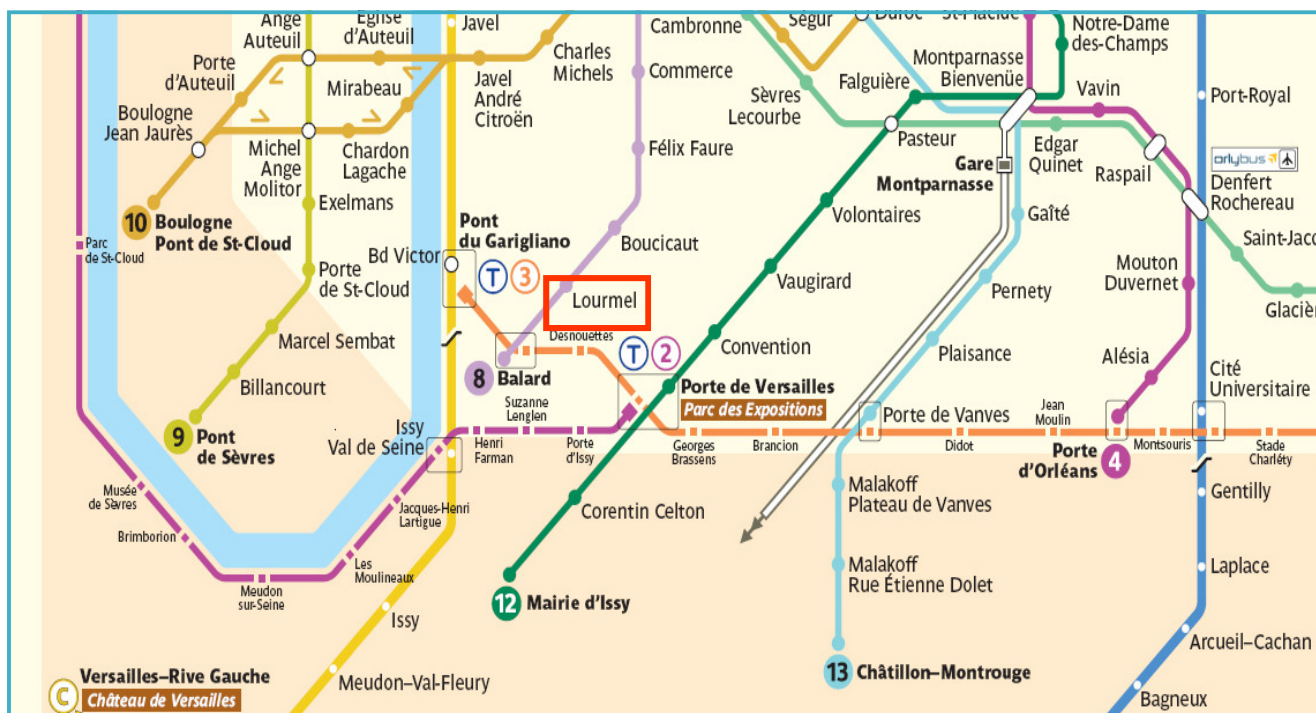 Ange
Auteuil
Église
d'Auteuil
Javel
Cambronne
Ségur
Duroc
St-Placide
Notre-Dame
des-Champs
Porte
d'Auteuil
Mirabeau
Javel
André
Citroën
Charles
Michels
Commerce
Falguière
Montparnasse
Bienvenüe
Vavin
Port-Royal
Boulogne
Jean Jaurès
Sèvres
Lecourbe
Pasteur
Michel
Ange
Molitor
Chardon
Lagache
Félix Faure
Gare
Montparnasse
Edgar
Quinet
Raspail
orlybus
Denfert
Rochereau
10
Boulogne
Pont de St-Cloud
Exelmans
Pont
du Garigliano
Boucicaut
Volontaires
Gaîté
Saint-Jacq
Parc
de St-Cloud
Bd Victor
T 3
Porte
de St-Cloud
Lourmel
Vaugirard
Pernety
Mouton
Duvernet
Glacière
Marcel Sembat
Desnouettes
T 2
Convention
Plaisance
Alésia
Billancourt
8
Balard
Porte de Versailles
Parc des Expositions
Cité
Universitaire
9
Pont
de Sèvres
Issy
Val de Seine
Suzanne
Lenglen
Henri
Farman
Porte
d'Issy
Georges
Brassens
Brancion
Porte de Vanves
Didot
Jean
Moulin
Porte
d'Orléans
4
Montsouris
Stade
Charléty
Musée
de Sèvres
Jacques-Henri
Lartigue
Corentin Celton
Malakoff
Plateau de Vanves
Gentilly
Brimborion
Les
Moulineaux
Meudon
sur-Seine
Issy
12
Mairie d'Issy
Malakoff
Rue Étienne Dolet
Laplace
Arcueil–Cachan
C
Versailles–Rive Gauche
Château de Versailles
Meudon–Val-Fleury
13
Châtillon–Montrouge
Bagneux